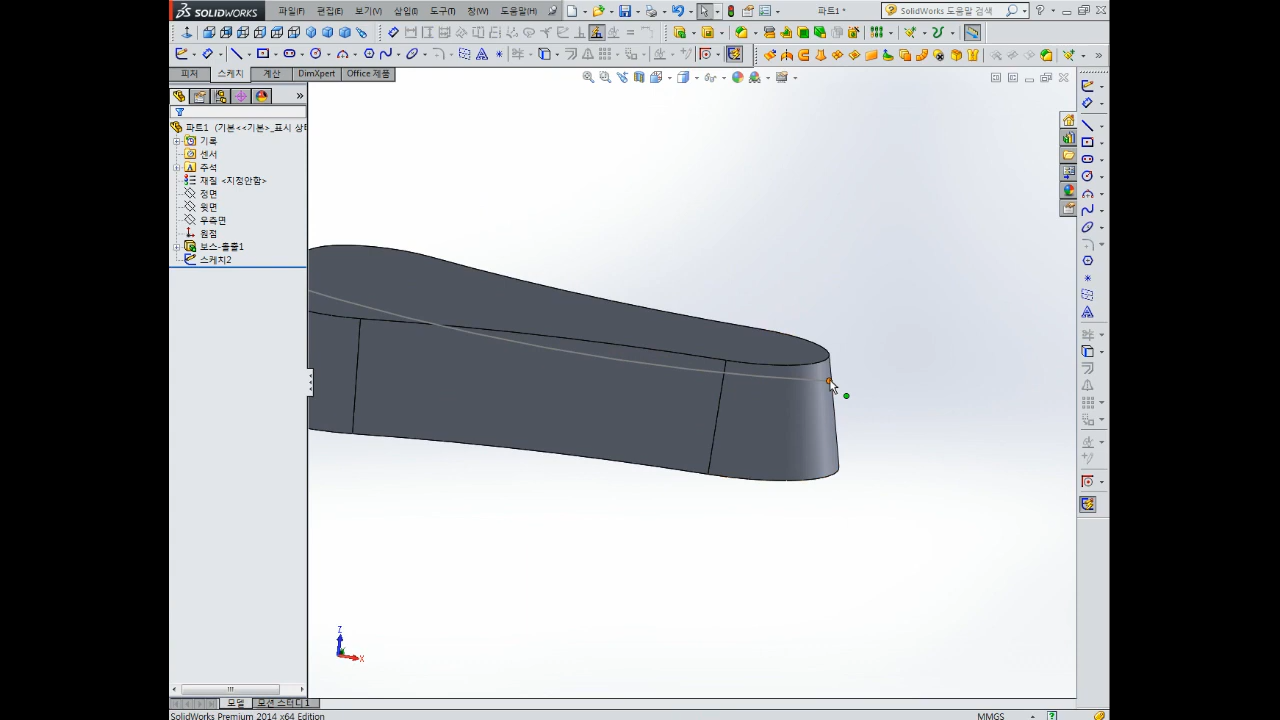 SOLIDWORKS 파일(F) 편집(E) 보기(V) 삽입(I) 도구(T) 창(W) 도움말(H) 파트1 * SolidWorks 도움말 검색
피처 스케치 계산 DimXpert Office 제품
파트1 (기본<<기본>_표시 상태
기록
센서
주석
재질 <지정안함>
정면
윗면
우측면
원점
보스-돌출1
스케치2
Z
X
모델 모션 스터디 1
SolidWorks Premium 2014 x64 Edition MMGS